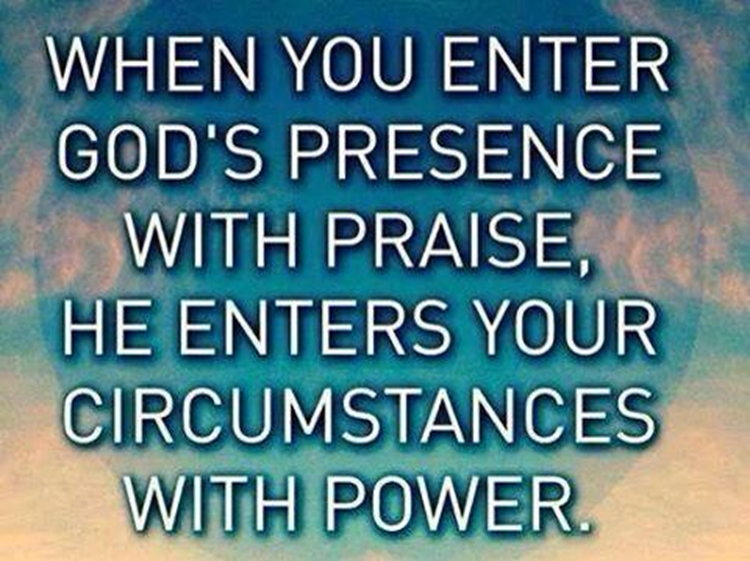 WHEN YOU ENTER
GOD'S PRESENCE
WITH PRAISE,
HE ENTERS YOUR
CIRCUMSTANCES
WITH POWER.